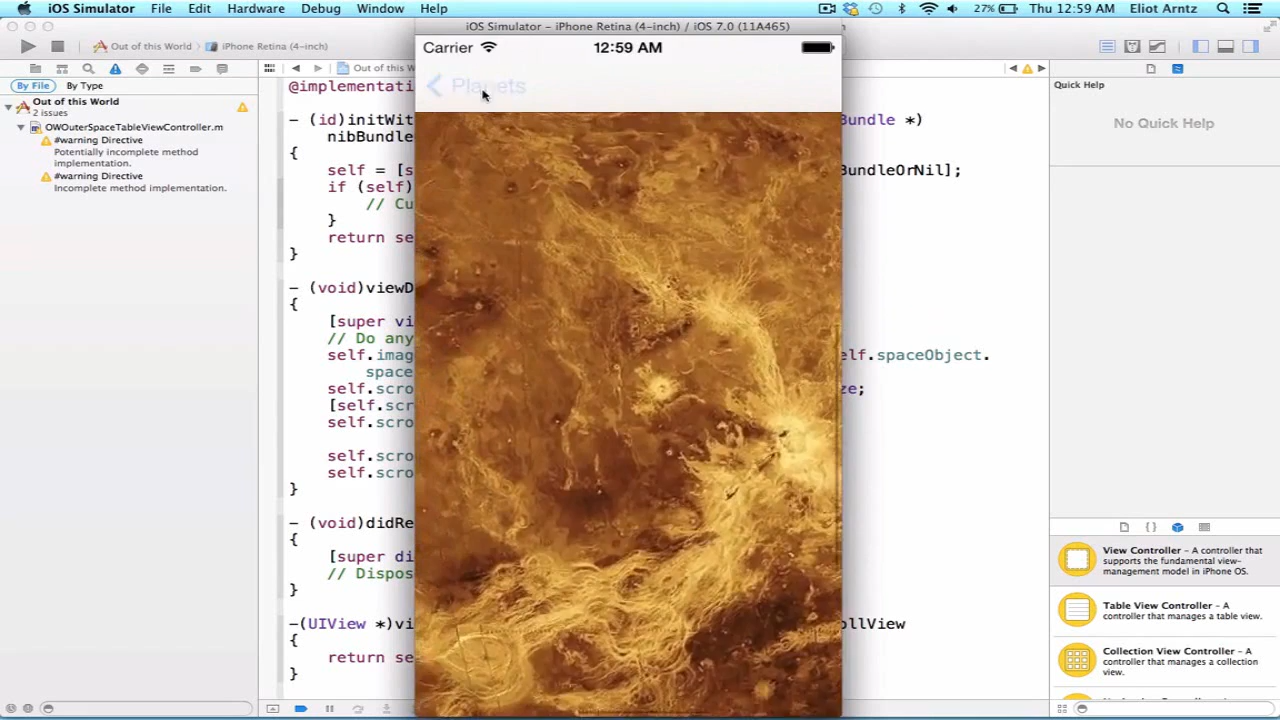 iOS Simulator File Edit Hardware Debug Window Help 27% Thu 12:59 AM Eliot Arntz
iOS Simulator – iPhone Retina (4-inch) / iOS 7.0 (11A465)
Out of this World iPhone Retina (4-inch)
Carrier 12:59 AM
Out of this W
By File By Type
Planets
Out of this World
2 issues
OWOuterSpaceTableViewController.m
#warning Directive
Potentially incomplete method
implementation.
#warning Directive
Incomplete method implementation.
@implementati
- (id)initWit Bundle *)
nibBundle
{
self = [s BundleOrNil];
if (self)
// Cu
}
return se
}
- (void)viewD
{
[super vi
// Do any
self.imag elf.spaceObject.
space
self.scro ze;
[self.scr
self.scro
self.scro
self.scro
}
- (void)didRe
{
[super di
// Dispos
}
-(UIView *)vi ollView
{
return se
}
Quick Help
No Quick Help
{ }
View Controller – A controller that
supports the fundamental view-
management model in iPhone OS.
Table View Controller – A
controller that manages a table view.
Collection View Controller – A
controller that manages a collection
view.